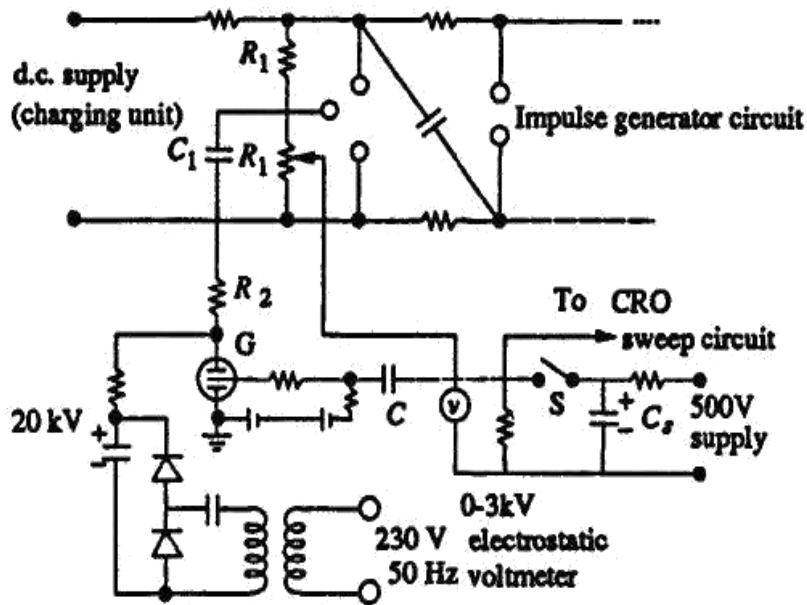 R₁
d.c. supply
(charging unit)
Impulse generator circuit
C₁
R₁
R₂
To CRO
sweep circuit
G
20 kV
+
-
C
v
S
+
-
Cₛ
500V
supply
0-3kV
230 V electrostatic
50 Hz voltmeter